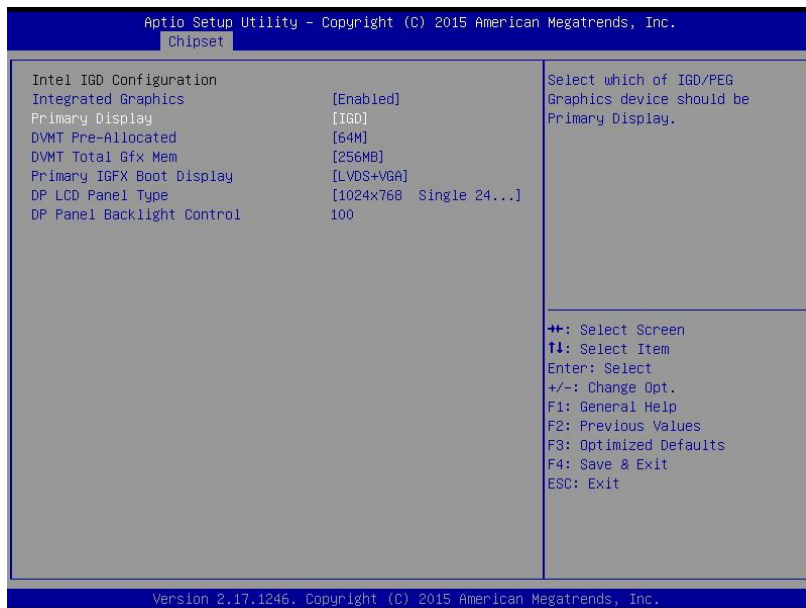 Aptio Setup Utility – Copyright (C) 2015 American Megatrends, Inc.
Chipset
Intel IGD Configuration
Integrated Graphics [Enabled]
Primary Display [IGD]
DVMT Pre-Allocated [64M]
DVMT Total Gfx Mem [256MB]
Primary IGFX Boot Display [LVDS+VGA]
DP LCD Panel Type [1024x768 Single 24...]
DP Panel Backlight Control 100
Select which of IGD/PEG
Graphics device should be
Primary Display.
→←: Select Screen
↑↓: Select Item
Enter: Select
+/-: Change Opt.
F1: General Help
F2: Previous Values
F3: Optimized Defaults
F4: Save & Exit
ESC: Exit
Version 2.17.1246. Copyright (C) 2015 American Megatrends, Inc.